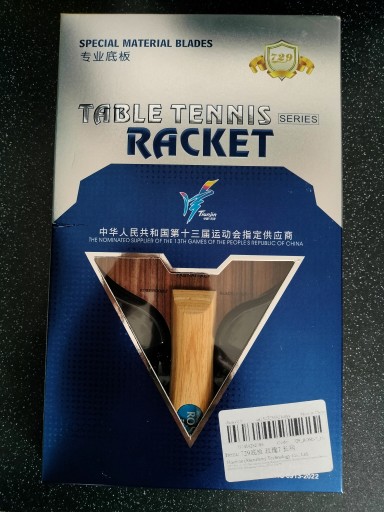 SPECIAL MATERIAL BLADES
专业底板
729
TABLE TENNIS SERIES
RACKET
Tianjin
中华人民共和国第十三届运动会指定供应商
THE NOMINATED SUPPLIER OF THE 13TH GAMES OF THE PEOPLE'S REPUBLIC OF CHINA